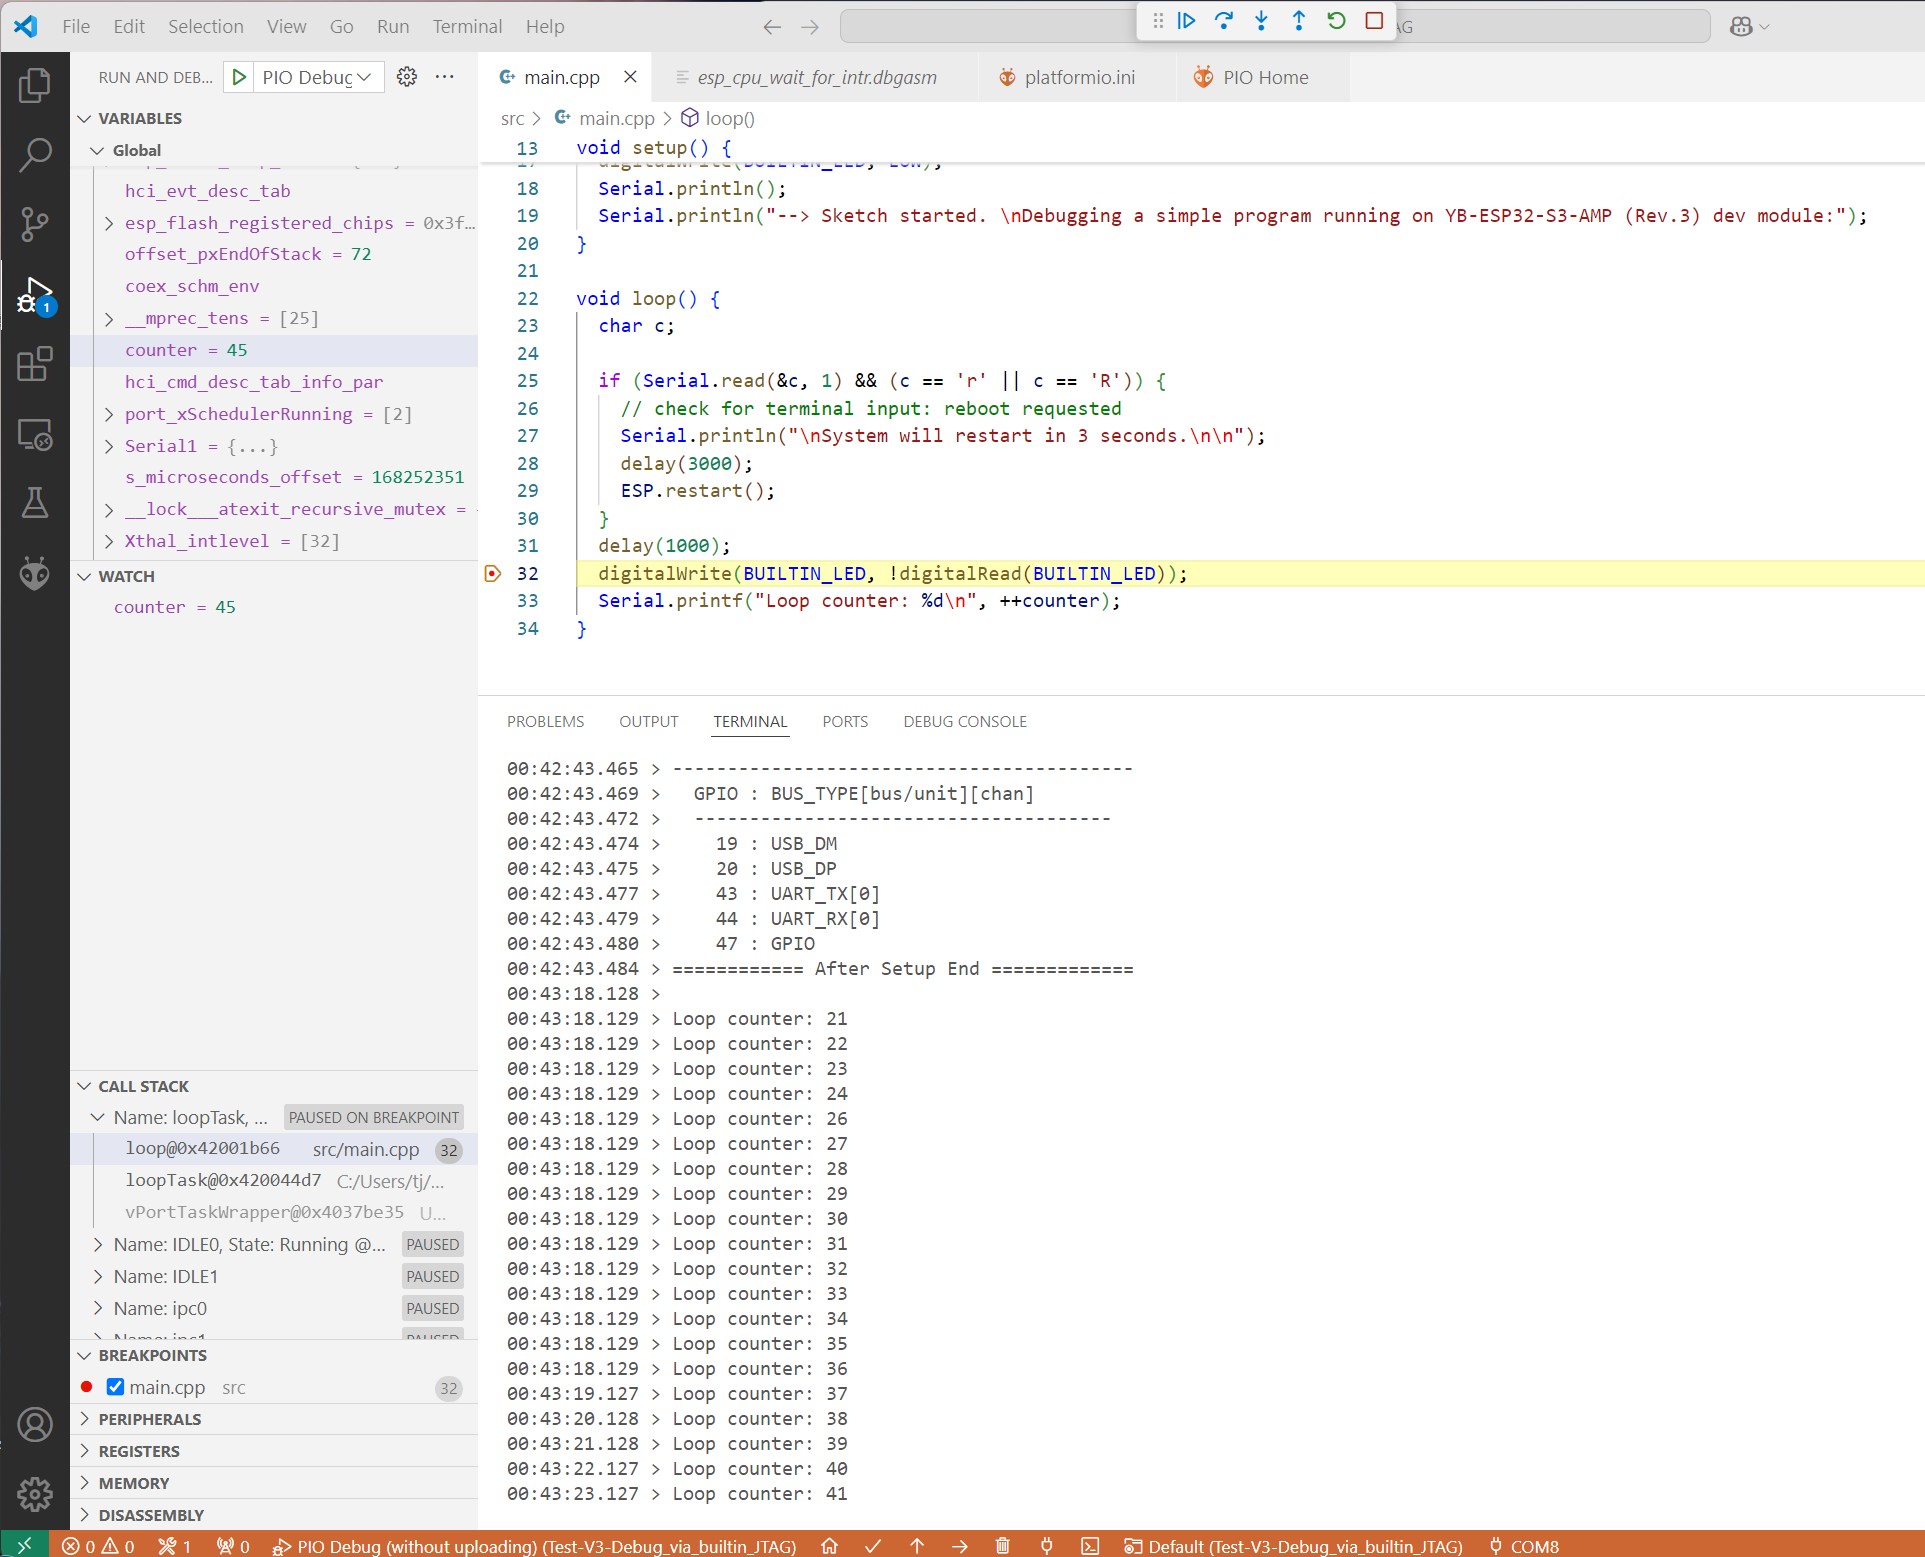 File Edit Selection View Go Run Terminal Help
AG
RUN AND DEB... PIO Debug
VARIABLES
Global
hci_evt_desc_tab
esp_flash_registered_chips = 0x3f...
offset_pxEndOfStack = 72
coex_schm_env
__mprec_tens = [25]
counter = 45
hci_cmd_desc_tab_info_par
port_xSchedulerRunning = [2]
Serial1 = {...}
s_microseconds_offset = 168252351
__lock___atexit_recursive_mutex =
Xthal_intlevel = [32]
WATCH
counter = 45
CALL STACK
Name: loopTask, ... PAUSED ON BREAKPOINT
loop@0x42001b66 src/main.cpp 32
loopTask@0x420044d7 C:/Users/tj/...
vPortTaskWrapper@0x4037be35 U...
Name: IDLE0, State: Running @... PAUSED
Name: IDLE1 PAUSED
Name: ipc0 PAUSED
Name: ipc1 PAUSED
BREAKPOINTS
main.cpp src 32
PERIPHERALS
REGISTERS
MEMORY
DISASSEMBLY
1
main.cpp esp_cpu_wait_for_intr.dbgasm platformio.ini PIO Home
src > main.cpp > loop()
13 void setup() {
17 digitalWrite(BUILTIN_LED, LOW);
18 Serial.println();
19 Serial.println("--> Sketch started. \nDebugging a simple program running on YB-ESP32-S3-AMP (Rev.3) dev module:");
20 }
21
22 void loop() {
23 char c;
24
25 if (Serial.read(&c, 1) && (c == 'r' || c == 'R')) {
26 // check for terminal input: reboot requested
27 Serial.println("\nSystem will restart in 3 seconds.\n\n");
28 delay(3000);
29 ESP.restart();
30 }
31 delay(1000);
32 digitalWrite(BUILTIN_LED, !digitalRead(BUILTIN_LED));
33 Serial.printf("Loop counter: %d\n", ++counter);
34 }
PROBLEMS OUTPUT TERMINAL PORTS DEBUG CONSOLE
00:42:43.465 > ------------------------------------------
00:42:43.469 > GPIO : BUS_TYPE[bus/unit][chan]
00:42:43.472 > --------------------------------------
00:42:43.474 > 19 : USB_DM
00:42:43.475 > 20 : USB_DP
00:42:43.477 > 43 : UART_TX[0]
00:42:43.479 > 44 : UART_RX[0]
00:42:43.480 > 47 : GPIO
00:42:43.484 > ============ After Setup End =============
00:43:18.128 >
00:43:18.129 > Loop counter: 21
00:43:18.129 > Loop counter: 22
00:43:18.129 > Loop counter: 23
00:43:18.129 > Loop counter: 24
00:43:18.129 > Loop counter: 26
00:43:18.129 > Loop counter: 27
00:43:18.129 > Loop counter: 28
00:43:18.129 > Loop counter: 29
00:43:18.129 > Loop counter: 30
00:43:18.129 > Loop counter: 31
00:43:18.129 > Loop counter: 32
00:43:18.129 > Loop counter: 33
00:43:18.129 > Loop counter: 34
00:43:18.129 > Loop counter: 35
00:43:18.129 > Loop counter: 36
00:43:19.127 > Loop counter: 37
00:43:20.128 > Loop counter: 38
00:43:21.128 > Loop counter: 39
00:43:22.127 > Loop counter: 40
00:43:23.127 > Loop counter: 41
0 0 1 0 PIO Debug (without uploading) (Test-V3-Debug_via_builtin_JTAG) Default (Test-V3-Debug_via_builtin_JTAG) COM8